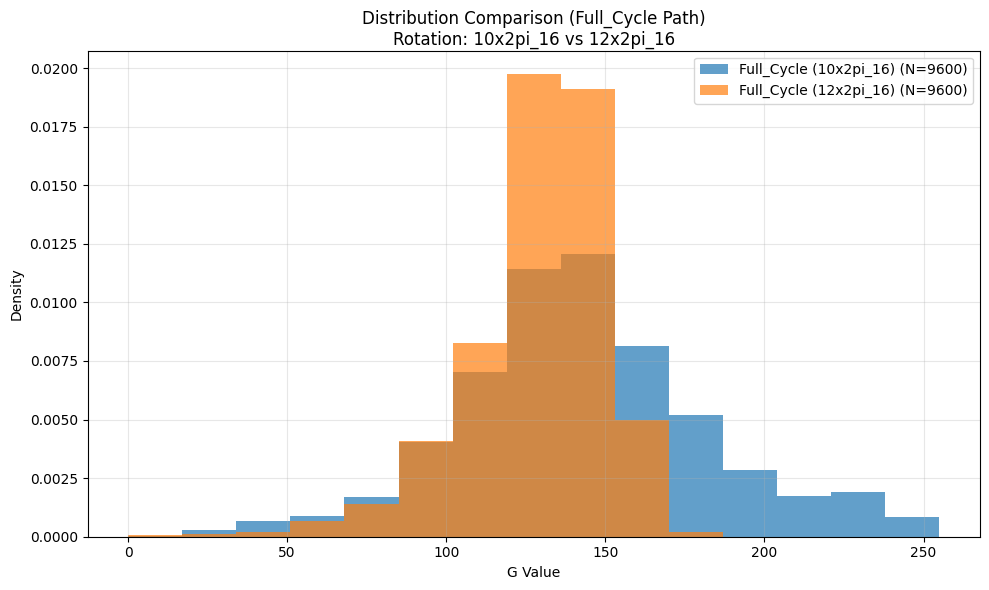 Distribution Comparison (Full_Cycle Path)
Rotation: 10x2pi_16 vs 12x2pi_16
Full_Cycle (10x2pi_16) (N=9600)
Full_Cycle (12x2pi_16) (N=9600)
0.0200
0.0175
0.0150
0.0125
0.0100
0.0075
0.0050
0.0025
0.0000
Density
0 50 100 150 200 250
G Value